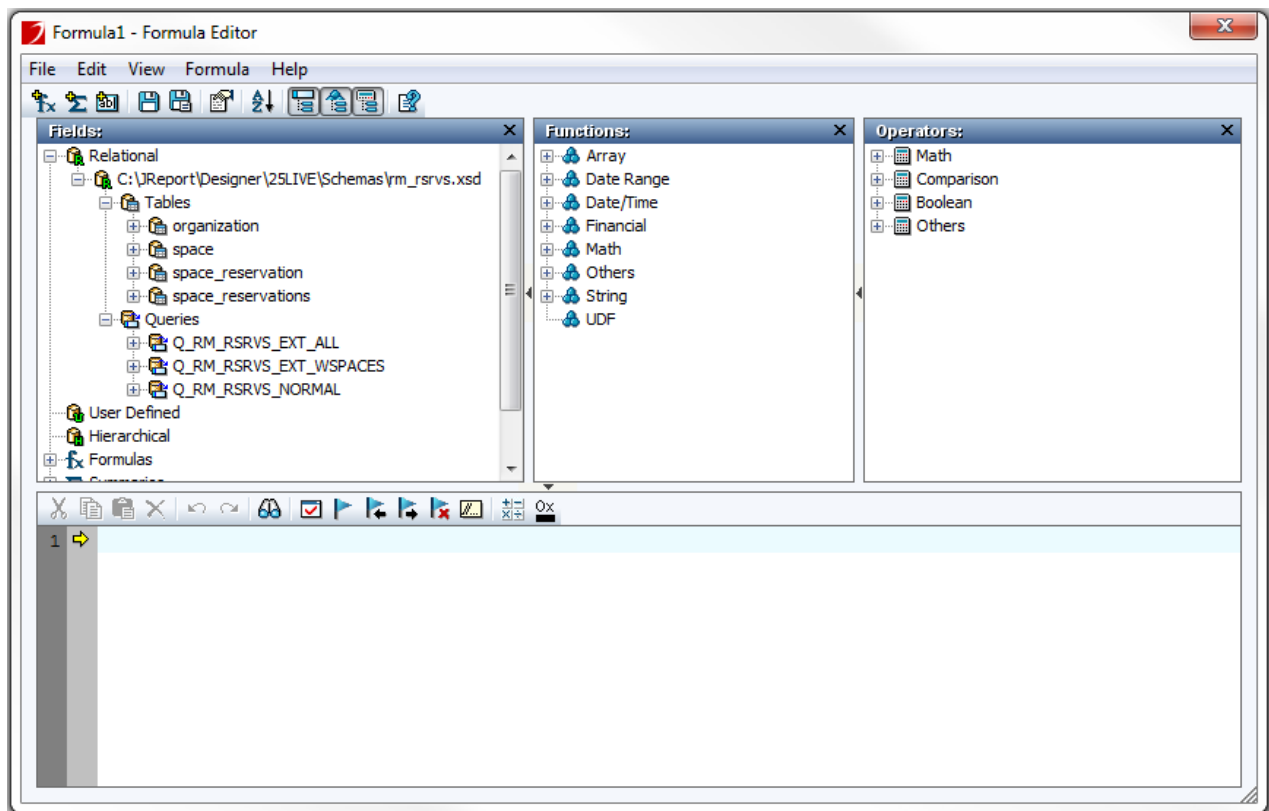 Formula1 - Formula Editor
File Edit View Formula Help
Fields:
Relational
C:\JReport\Designer\25LIVE\Schemas\rm_rsrvs.xsd
Tables
organization
space
space_reservation
space_reservations
Queries
Q_RM_RSRVS_EXT_ALL
Q_RM_RSRVS_EXT_WSPACES
Q_RM_RSRVS_NORMAL
User Defined
Hierarchical
Formulas
Functions:
Array
Date Range
Date/Time
Financial
Math
Others
String
UDF
Operators:
Math
Comparison
Boolean
Others
1